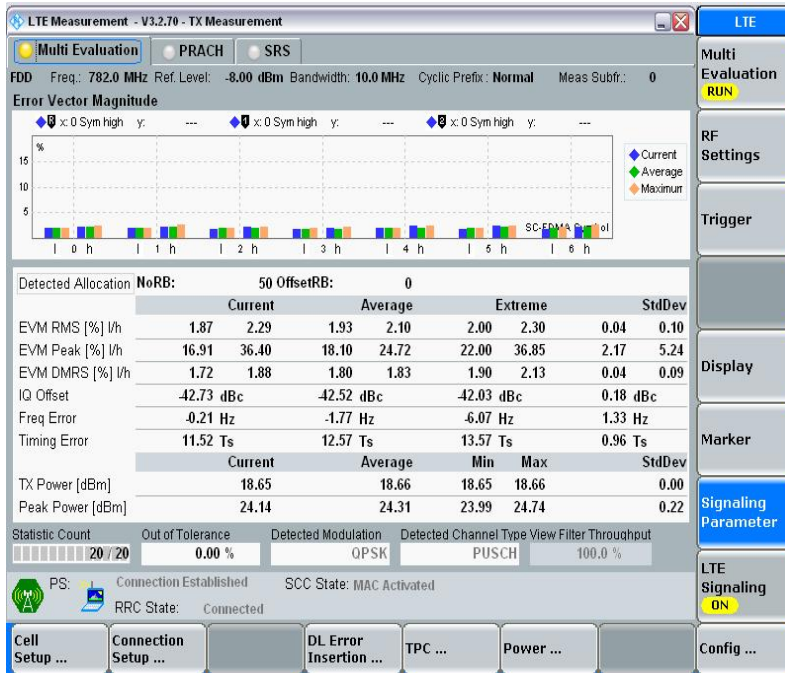 LTE Measurement - V3.2.70 - TX Measurement
Multi Evaluation PRACH SRS
FDD Freq.: 782.0 MHz Ref. Level: -8.00 dBm Bandwidth: 10.0 MHz Cyclic Prefix: Normal Meas Subfr.: 0
Error Vector Magnitude
x: 0 Sym high y: --- x: 0 Sym high y: --- x: 0 Sym high y: ---
%
15
10
5
Current
Average
Maximum
l 0 h l 1 h l 2 h l 3 h l 4 h l 5 h l 6 h
Detected Allocation NoRB: 50 OffsetRB: 0
Current Average Extreme StdDev
EVM RMS [%] l/h 1.87 2.29 1.93 2.10 2.00 2.30 0.04 0.10
EVM Peak [%] l/h 16.91 36.40 18.10 24.72 22.00 36.85 2.17 5.24
EVM DMRS [%] l/h 1.72 1.88 1.80 1.83 1.90 2.13 0.04 0.09
IQ Offset -42.73 dBc -42.52 dBc -42.03 dBc 0.18 dBc
Freq Error -0.21 Hz -1.77 Hz -6.07 Hz 1.33 Hz
Timing Error 11.52 Ts 12.57 Ts 13.57 Ts 0.96 Ts
Current Average Min Max StdDev
TX Power [dBm] 18.65 18.66 18.65 18.66 0.00
Peak Power [dBm] 24.14 24.31 23.99 24.74 0.22
Statistic Count Out of Tolerance Detected Modulation Detected Channel Type View Filter Throughput
20 / 20 0.00 % QPSK PUSCH 100.0 %
PS: Connection Established SCC State: MAC Activated
RRC State: Connected
Cell Setup ...
Connection Setup ...
DL Error Insertion ...
TPC ...
Power ...
Config ...
LTE
Multi Evaluation
RUN
RF Settings
Trigger
Display
Marker
Signaling Parameter
LTE Signaling
ON